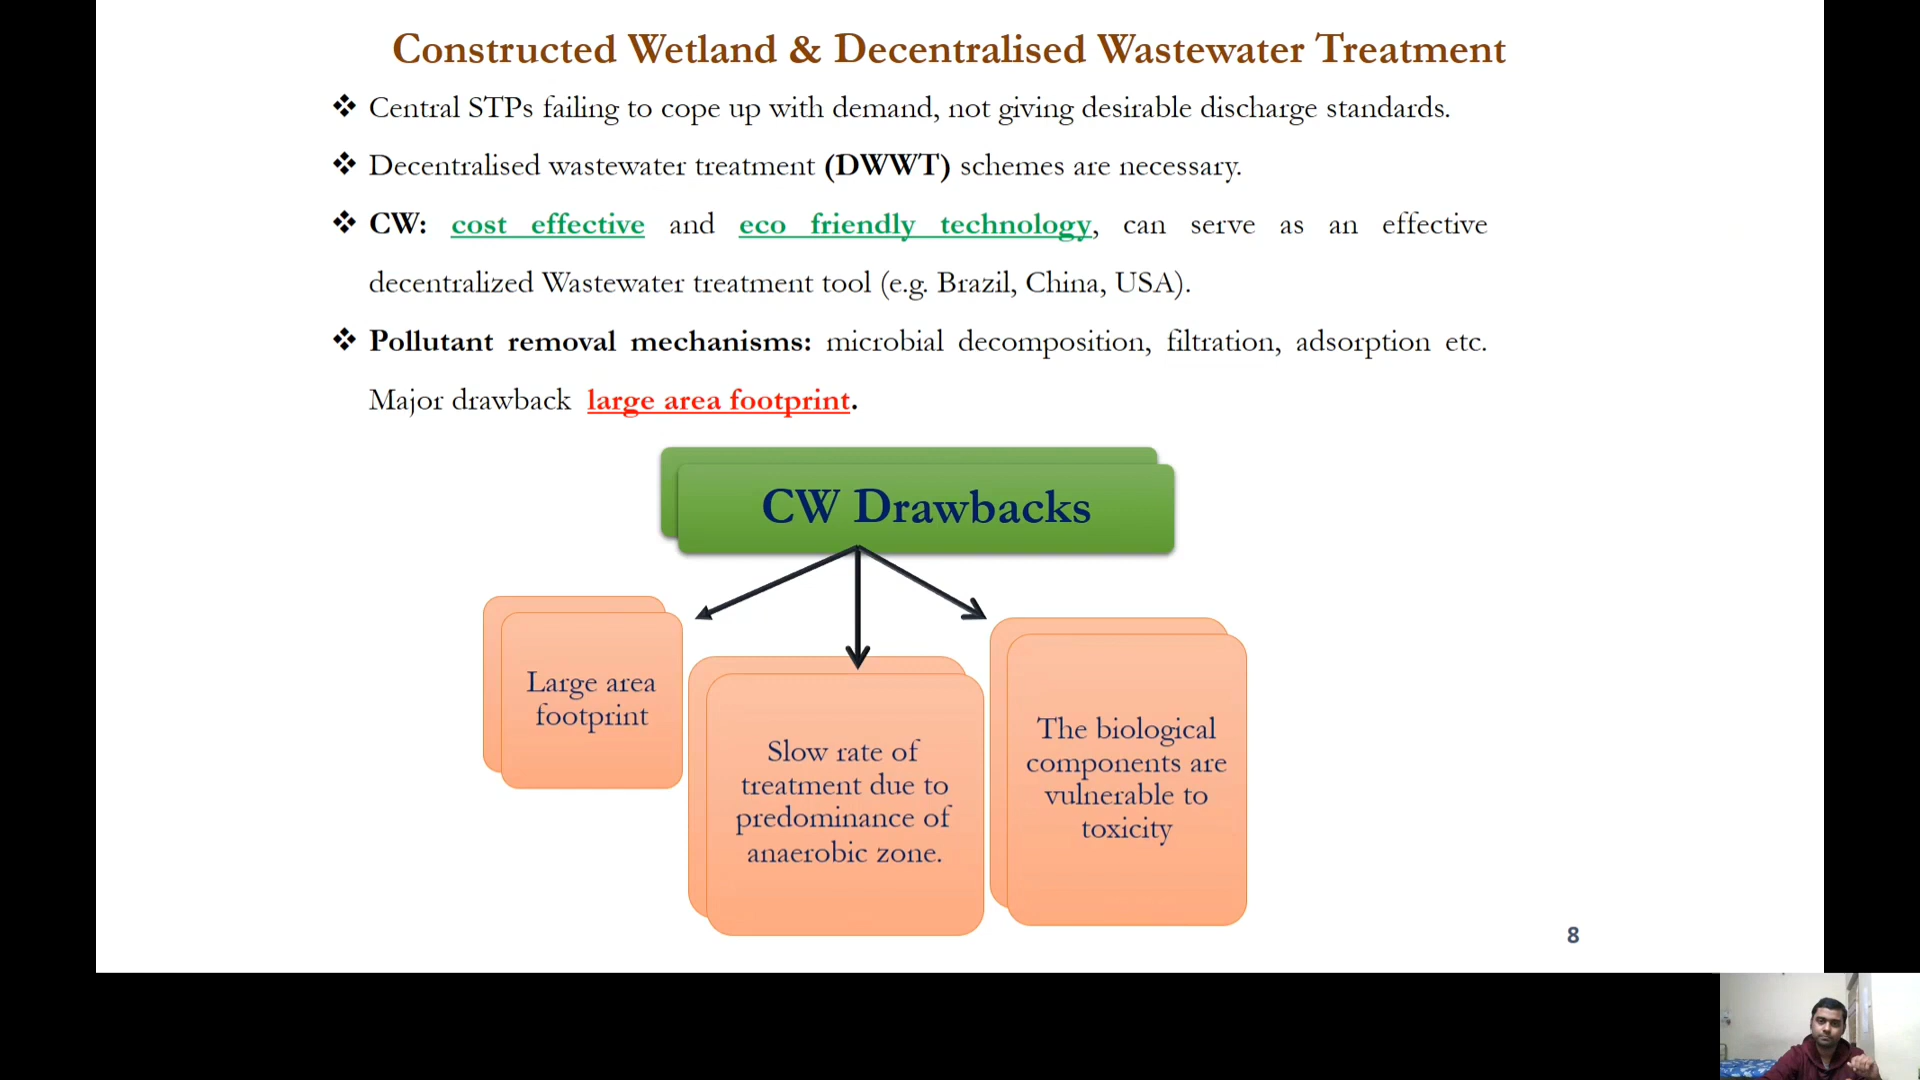 Constructed Wetland & Decentralised Wastewater Treatment
❖ Central STPs failing to cope up with demand, not giving desirable discharge standards.
❖ Decentralised wastewater treatment (DWWT) schemes are necessary.
❖ CW: cost effective and eco friendly technology, can serve as an effective
decentralized Wastewater treatment tool (e.g. Brazil, China, USA).
❖ Pollutant removal mechanisms: microbial decomposition, filtration, adsorption etc.
Major drawback large area footprint.
CW Drawbacks
Large area
footprint
Slow rate of
treatment due to
predominance of
anaerobic zone.
The biological
components are
vulnerable to
toxicity
8